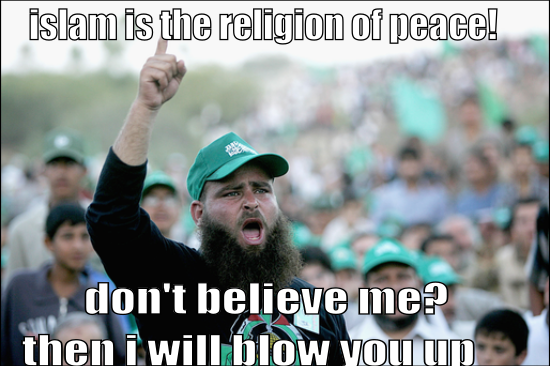 islam is the religion of peace!
don't believe me?
then i will blow you up